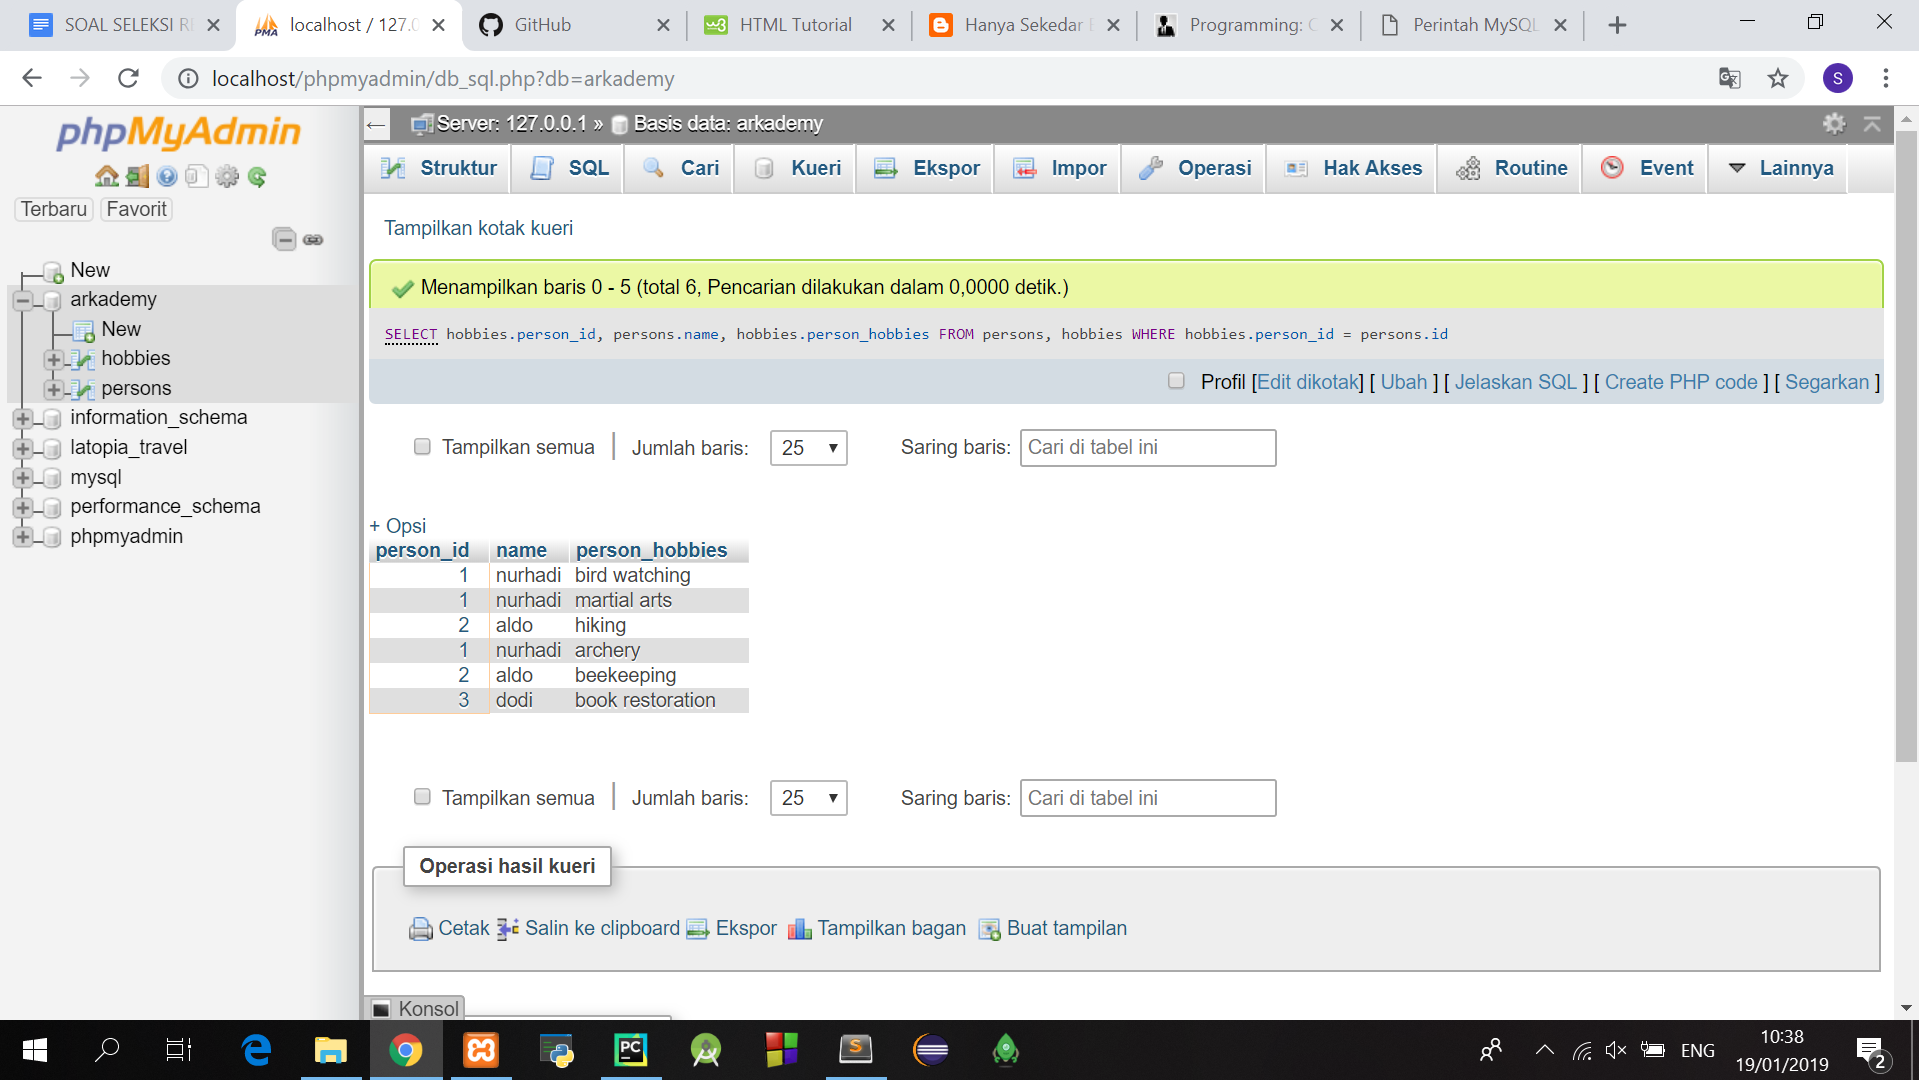 SOAL SELEKSI RE
localhost / 127.0
GitHub
HTML Tutorial
Hanya Sekedar
Programming:
Perintah MySQL
localhost/phpmyadmin/db_sql.php?db=arkademy
S
phpMyAdmin
Terbaru Favorit
New
arkademy
New
hobbies
persons
information_schema
latopia_travel
mysql
performance_schema
phpmyadmin
Server: 127.0.0.1 » Basis data: arkademy
Struktur SQL Cari Kueri Ekspor Impor Operasi Hak Akses Routine Event Lainnya
Tampilkan kotak kueri
Menampilkan baris 0 - 5 (total 6, Pencarian dilakukan dalam 0,0000 detik.)
SELECT hobbies.person_id, persons.name, hobbies.person_hobbies FROM persons, hobbies WHERE hobbies.person_id = persons.id
Profil [Edit dikotak] [ Ubah ] [ Jelaskan SQL ] [ Create PHP code ] [ Segarkan ]
Tampilkan semua | Jumlah baris: 25 Saring baris: Cari di tabel ini
+ Opsi
person_id name person_hobbies
1 nurhadi bird watching
1 nurhadi martial arts
2 aldo hiking
1 nurhadi archery
2 aldo beekeeping
3 dodi book restoration
Tampilkan semua | Jumlah baris: 25 Saring baris: Cari di tabel ini
Operasi hasil kueri
Cetak Salin ke clipboard Ekspor Tampilkan bagan Buat tampilan
Konsol
PC
S
ENG
10:38
19/01/2019
2